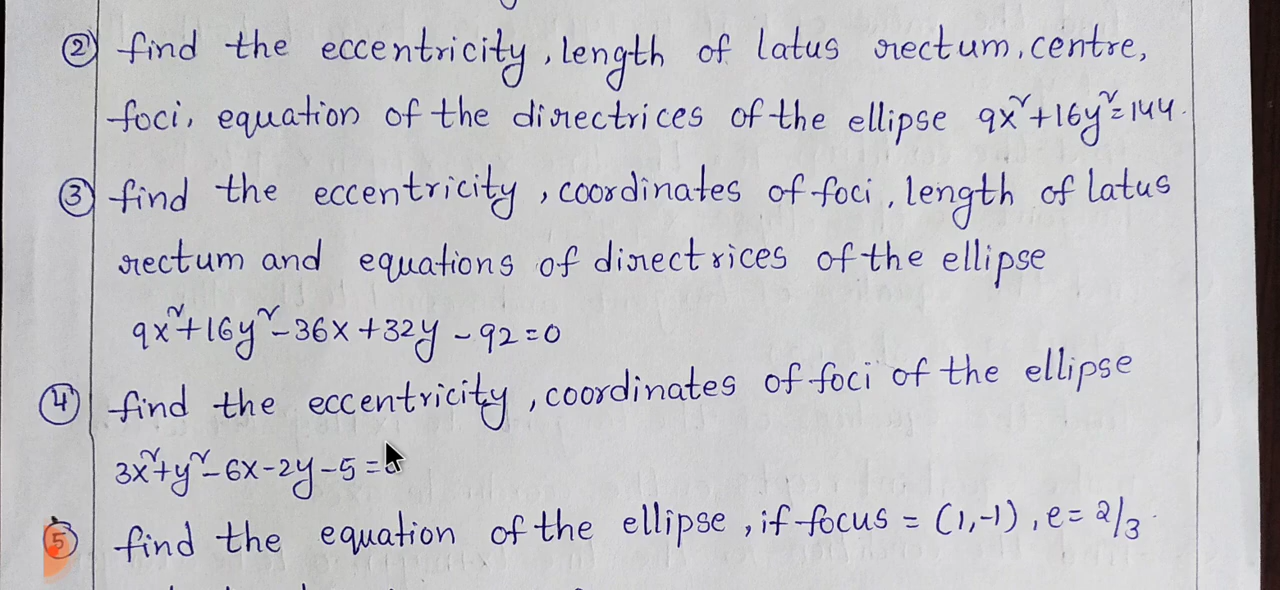 ② find the eccentricity, length of latus rectum, centre,
foci, equation of the directrices of the ellipse 9x²+16y²=144.
③ find the eccentricity, coordinates of foci, length of latus
rectum and equations of directrices of the ellipse
9x²+16y²-36x+32y-92=0
④ find the eccentricity, coordinates of foci of the ellipse
3x²+y²-6x-2y-5=
⑤ find the equation of the ellipse, if focus = (1,-1), e=2/3.